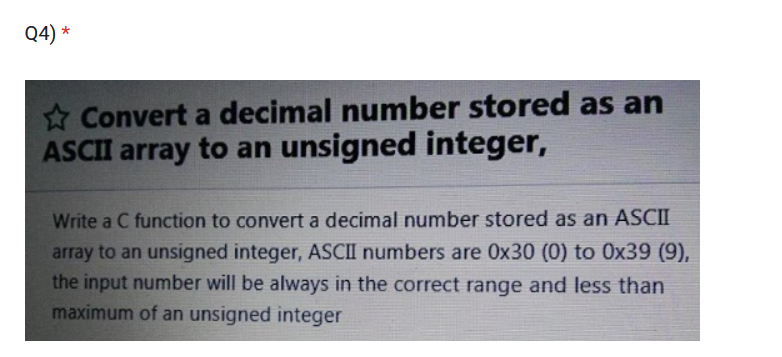 Q4) *
☆ Convert a decimal number stored as an
ASCII array to an unsigned integer,
Write a C function to convert a decimal number stored as an ASCII
array to an unsigned integer, ASCII numbers are 0x30 (0) to 0x39 (9),
the input number will be always in the correct range and less than
maximum of an unsigned integer